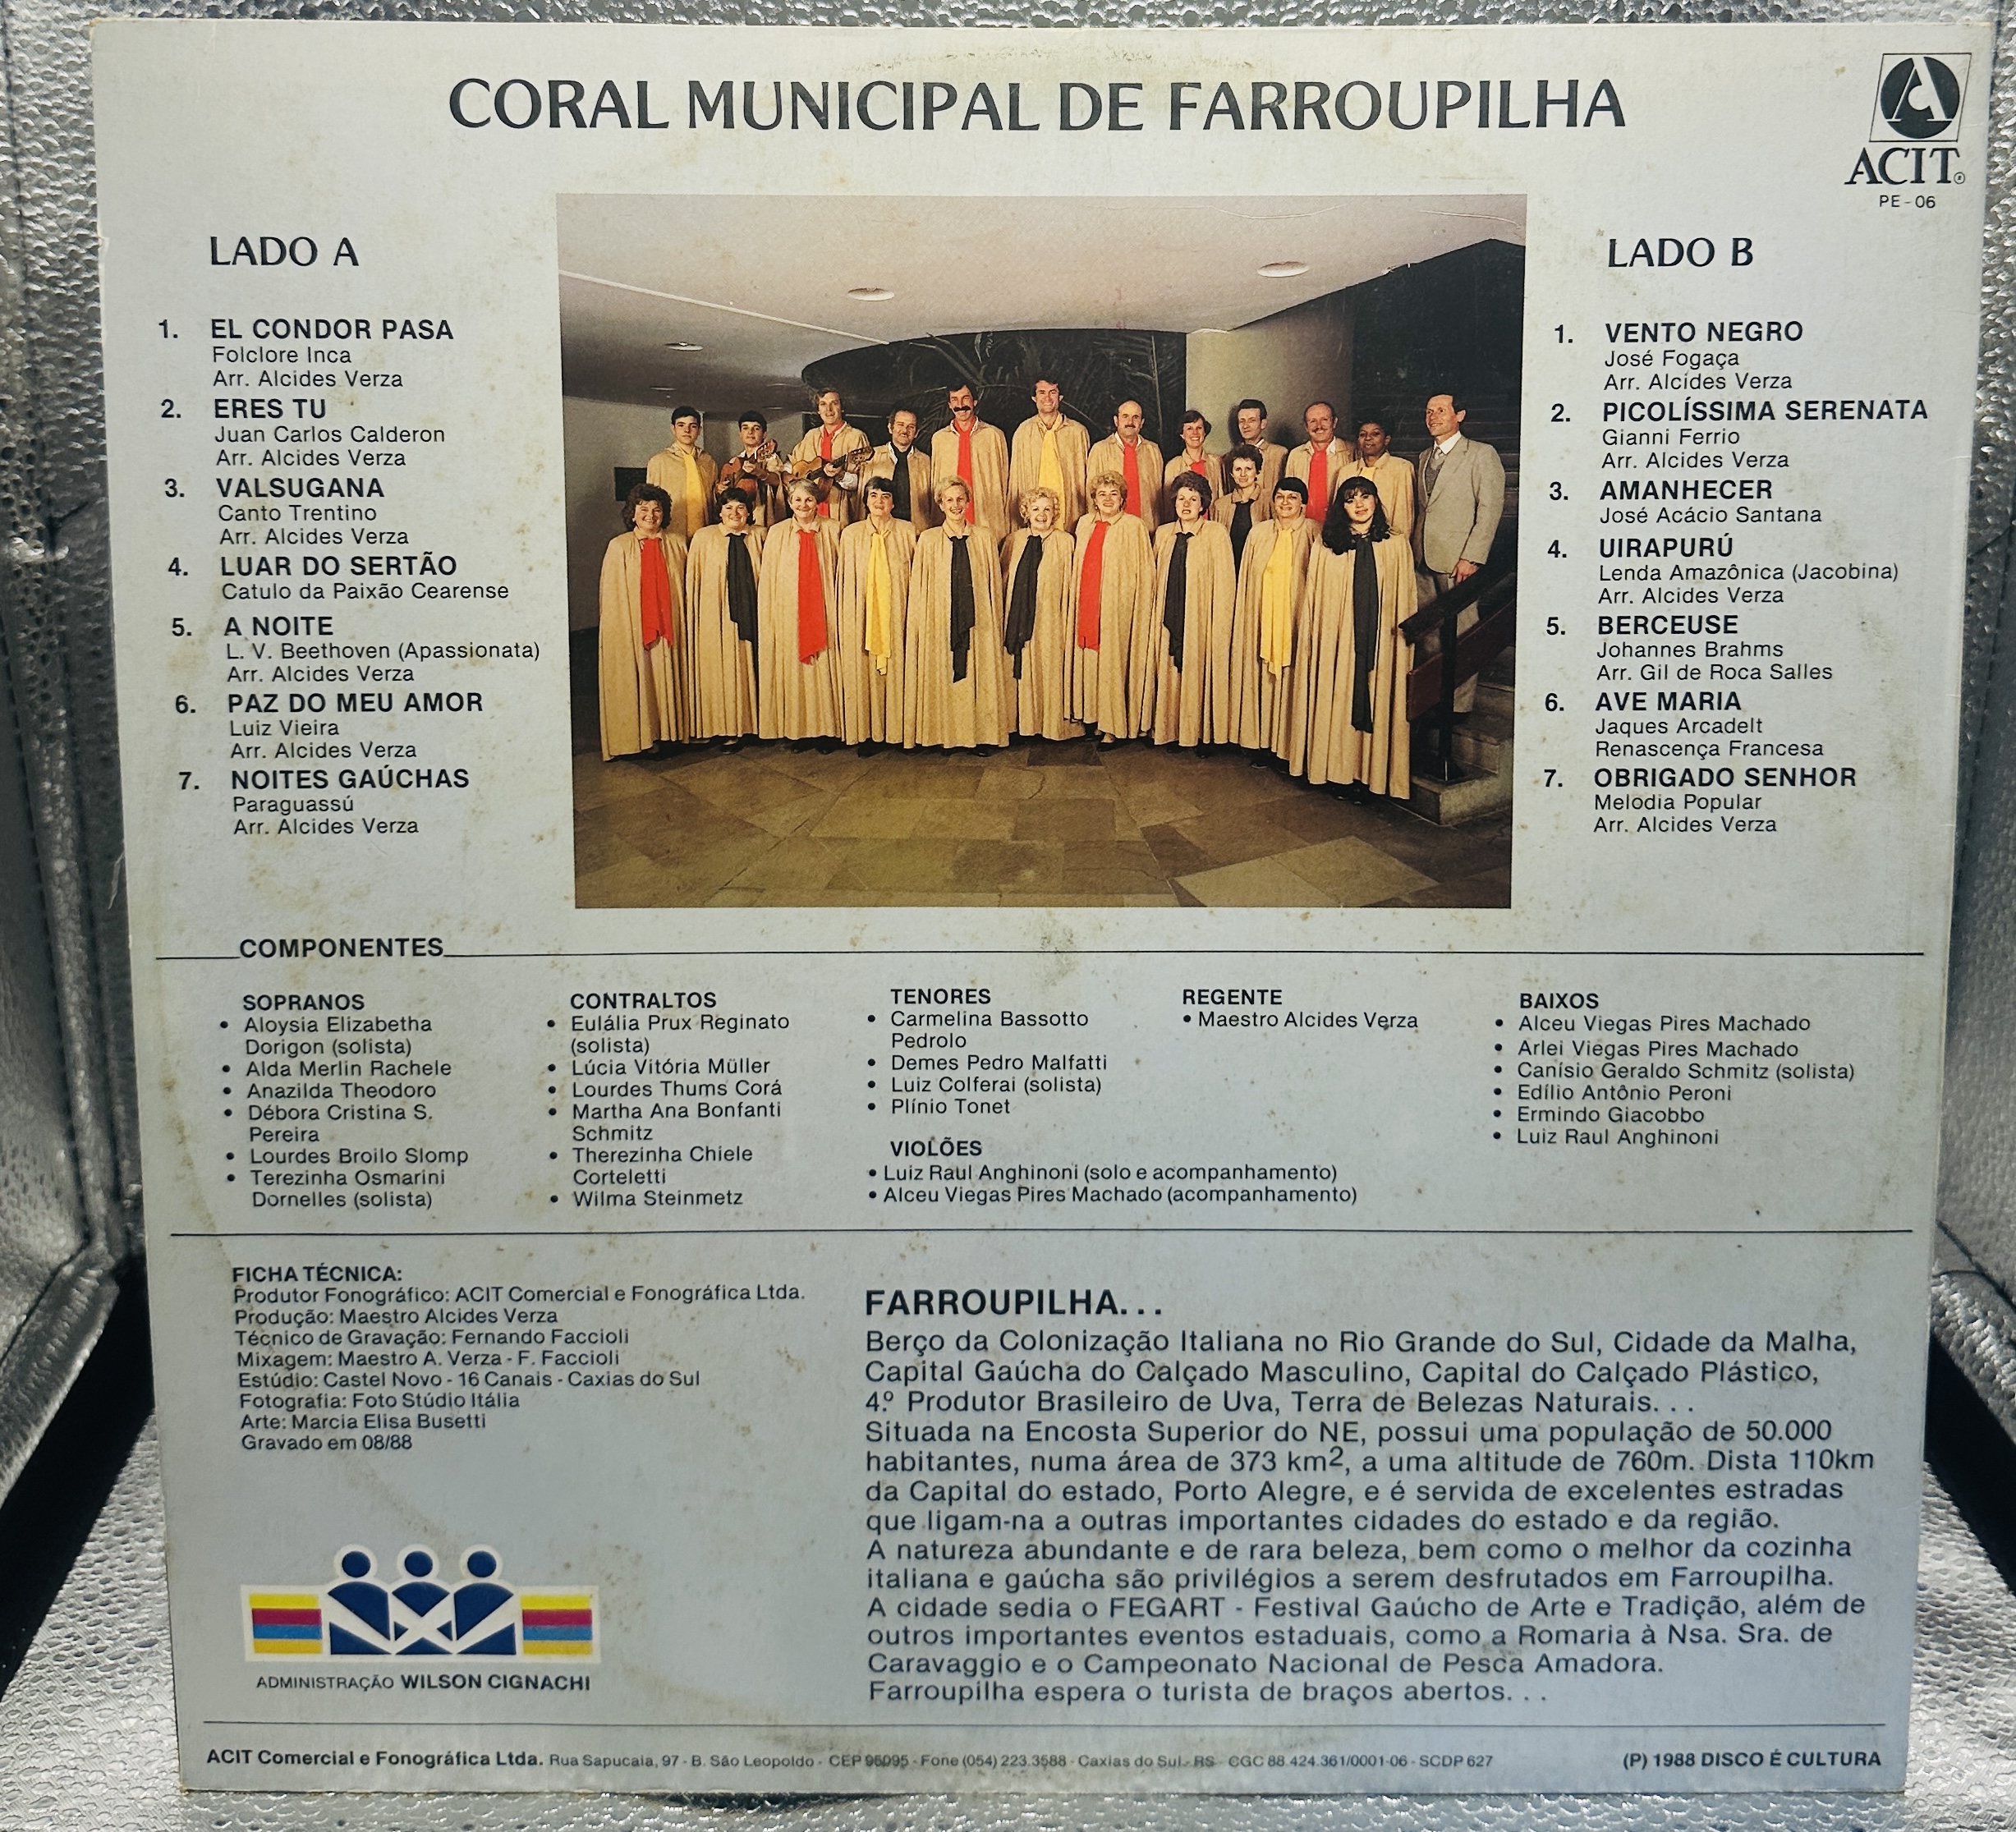 CORAL MUNICIPAL DE FARROUPILHA
ACIT®
PE-06
LADO A
1. EL CONDOR PASA
Folclore Inca
Arr. Alcides Verza
2. ERES TU
Juan Carlos Calderon
Arr. Alcides Verza
3. VALSUGANA
Canto Trentino
Arr. Alcides Verza
4. LUAR DO SERTÃO
Catulo da Paixão Cearense
5. A NOITE
L. V. Beethoven (Apassionata)
Arr. Alcides Verza
6. PAZ DO MEU AMOR
Luiz Vieira
Arr. Alcides Verza
7. NOITES GAÚCHAS
Paraguassú
Arr. Alcides Verza
LADO B
1. VENTO NEGRO
José Fogaça
Arr. Alcides Verza
2. PICOLÍSSIMA SERENATA
Gianni Ferrio
Arr. Alcides Verza
3. AMANHECER
José Acácio Santana
4. UIRAPURÚ
Lenda Amazônica (Jacobina)
Arr. Alcides Verza
5. BERCEUSE
Johannes Brahms
Arr. Gil de Roca Salles
6. AVE MARIA
Jaques Arcadelt
Renascença Francesa
7. OBRIGADO SENHOR
Melodia Popular
Arr. Alcides Verza
COMPONENTES
SOPRANOS
• Aloysia Elizabetha
Dorigon (solista)
• Alda Merlin Rachele
• Anazilda Theodoro
• Débora Cristina S.
Pereira
• Lourdes Broilo Slomp
• Terezinha Osmarini
Dornelles (solista)
CONTRALTOS
• Eulália Prux Reginato
(solista)
• Lúcia Vitória Müller
• Lourdes Thums Corá
• Martha Ana Bonfanti
Schmitz
• Therezinha Chiele
Corteletti
• Wilma Steinmetz
TENORES
• Carmelina Bassotto
Pedrolo
• Demes Pedro Malfatti
• Luiz Colferai (solista)
• Plínio Tonet
VIOLÕES
• Luiz Raul Anghinoni (solo e acompanhamento)
• Alceu Viegas Pires Machado (acompanhamento)
REGENTE
• Maestro Alcides Verza
BAIXOS
• Alceu Viegas Pires Machado
• Arlei Viegas Pires Machado
• Canísio Geraldo Schmitz (solista)
• Edílio Antônio Peroni
• Ermindo Giacobbo
• Luiz Raul Anghinoni
FICHA TÉCNICA:
Produtor Fonográfico: ACIT Comercial e Fonográfica Ltda.
Produção: Maestro Alcides Verza
Técnico de Gravação: Fernando Faccioli
Mixagem: Maestro A. Verza - F. Faccioli
Estúdio: Castel Novo - 16 Canais - Caxias do Sul
Fotografia: Foto Stúdio Itália
Arte: Marcia Elisa Busetti
Gravado em 08/88
ADMINISTRAÇÃO WILSON CIGNACHI
FARROUPILHA...
Berço da Colonização Italiana no Rio Grande do Sul, Cidade da Malha,
Capital Gaúcha do Calçado Masculino, Capital do Calçado Plástico,
4º Produtor Brasileiro de Uva, Terra de Belezas Naturais. . .
Situada na Encosta Superior do NE, possui uma população de 50.000
habitantes, numa área de 373 km2, a uma altitude de 760m. Dista 110km
da Capital do estado, Porto Alegre, e é servida de excelentes estradas
que ligam-na a outras importantes cidades do estado e da região.
A natureza abundante e de rara beleza, bem como o melhor da cozinha
italiana e gaúcha são privilégios a serem desfrutados em Farroupilha.
A cidade sedia o FEGART - Festival Gaúcho de Arte e Tradição, além de
outros importantes eventos estaduais, como a Romaria à Nsa. Sra. de
Caravaggio e o Campeonato Nacional de Pesca Amadora.
Farroupilha espera o turista de braços abertos. . .
ACIT Comercial e Fonográfica Ltda. Rua Sapucaia, 97 - B. São Leopoldo - CEP 95095 - Fone (054) 223.3588 - Caxias do Sul - RS - CGC 88.424.361/0001-06 - SCDP 627
(P) 1988 DISCO É CULTURA